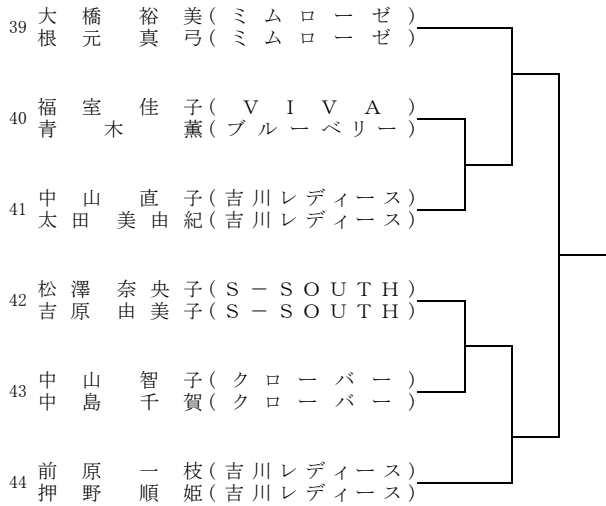 39 大橋裕美(ミムローゼ)
根元真弓(ミムローゼ)
40 福室佳子(VIVA)
青木薫(ブルーベリー)
41 中山直子(吉川レディース)
太田美由紀(吉川レディース)
42 松澤奈央子(S-SOUTH)
吉原由美子(S-SOUTH)
43 中山智子(クローバー)
中島千賀(クローバー)
44 前原一枝(吉川レディース)
押野順姫(吉川レディース)